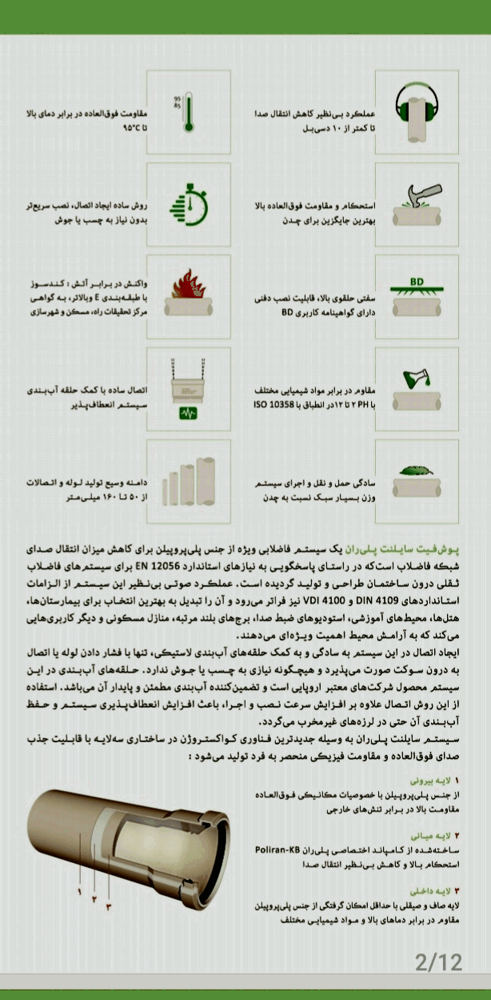 عملکرد بی‌نظیر کاهش انتقال صدا
تا کمتر از ۱۰ دسی‌بل
95
85
مقاومت فوق‌العاده در برابر دمای بالا
تا ۹۵°C
استحکام و مقاومت فوق‌العاده بالا
بهترین جایگزین برای چدن
روش ساده ایجاد اتصال، نصب سریع‌تر
بدون نیاز به چسب یا جوش
BD
سفتی حلقوی بالا، قابلیت نصب دفنی
دارای گواهینامه کاربری BD
واکنش در برابر آتش : کندسوز
با طبقه‌بندی E وبالاتر، به گواهی
مرکز تحقیقات راه، مسکن و شهرسازی
مقاوم در برابر مواد شیمیایی مختلف
با PH ۲ تا ۱۲در انطباق با ISO 10358
اتصال ساده با کمک حلقه آب‌بندی
سیستم انعطاف‌پذیر
سادگی حمل و نقل و اجرای سیستم
وزن بسیار سبک نسبت به چدن
دامنه وسیع تولید لوله و اتصالات
از ۵۰ تا ۱۶۰ میلی‌متر
پوش‌فیت سایلنت پلی‌ران یک سیستم فاضلابی ویژه از جنس پلی‌پروپیلن برای کاهش میزان انتقال صدای
شبکه فاضلاب است‌که در راستای پاسخگویی به نیازهای استاندارد EN 12056 برای سیستم‌های فاضلاب
ثقلی درون ساختمان طراحی و تولید گردیده است. عملکرد صوتی بی‌نظیر این سیستم از الزامات
استانداردهای DIN 4109 و VDI 4100 نیز فراتر می‌رود و آن را تبدیل به بهترین انتخاب برای بیمارستان‌ها،
هتل‌ها، محیط‌های آموزشی، استودیوهای ضبط صدا، برج‌های بلند مرتبه، منازل مسکونی و دیگر کاربری‌هایی
می‌کند که به آرامش محیط اهمیت ویژه‌ای می‌دهند.
ایجاد اتصال در این سیستم به سادگی و به کمک حلقه‌های آب‌بندی لاستیکی، تنها با فشار دادن لوله یا اتصال
به درون سوکت صورت می‌پذیرد و هیچگونه نیازی به چسب یا جوش ندارد. حلقه‌های آب‌بندی در این
سیستم محصول شرکت‌های معتبر اروپایی است و تضمین‌کننده آب‌بندی مطمئن و پایدار آن می‌باشد. استفاده
از این روش اتصال علاوه بر افزایش سرعت نصب و اجرا، باعث افزایش انعطاف‌پذیری سیستم و حفظ
آب‌بندی آن حتی در لرزه‌های غیرمخرب می‌گردد.
سیستم سایلنت پلی‌ران به وسیله جدیدترین فناوری کواکستروژن در ساختاری سه‌لایه با قابلیت جذب
صدای فوق‌العاده و مقاومت فیزیکی منحصر به فرد تولید می‌شود :
۱ لایه بیرونی
از جنس پلی‌پروپیلن با خصوصیات مکانیکی فوق‌العاده
مقاومت بالا در برابر تنش‌های خارجی
۲ لایه میانی
ساخته‌شده از کامپاند اختصاصی پلی‌ران Poliran-KB
استحکام بالا و کاهش بی‌نظیر انتقال صدا
۳ لایه داخلی
لایه صاف و صیقلی با حداقل امکان گرفتگی از جنس پلی‌پروپیلن
مقاوم در برابر دماهای بالا و مواد شیمیایی مختلف
۱
۲
۳
2/12